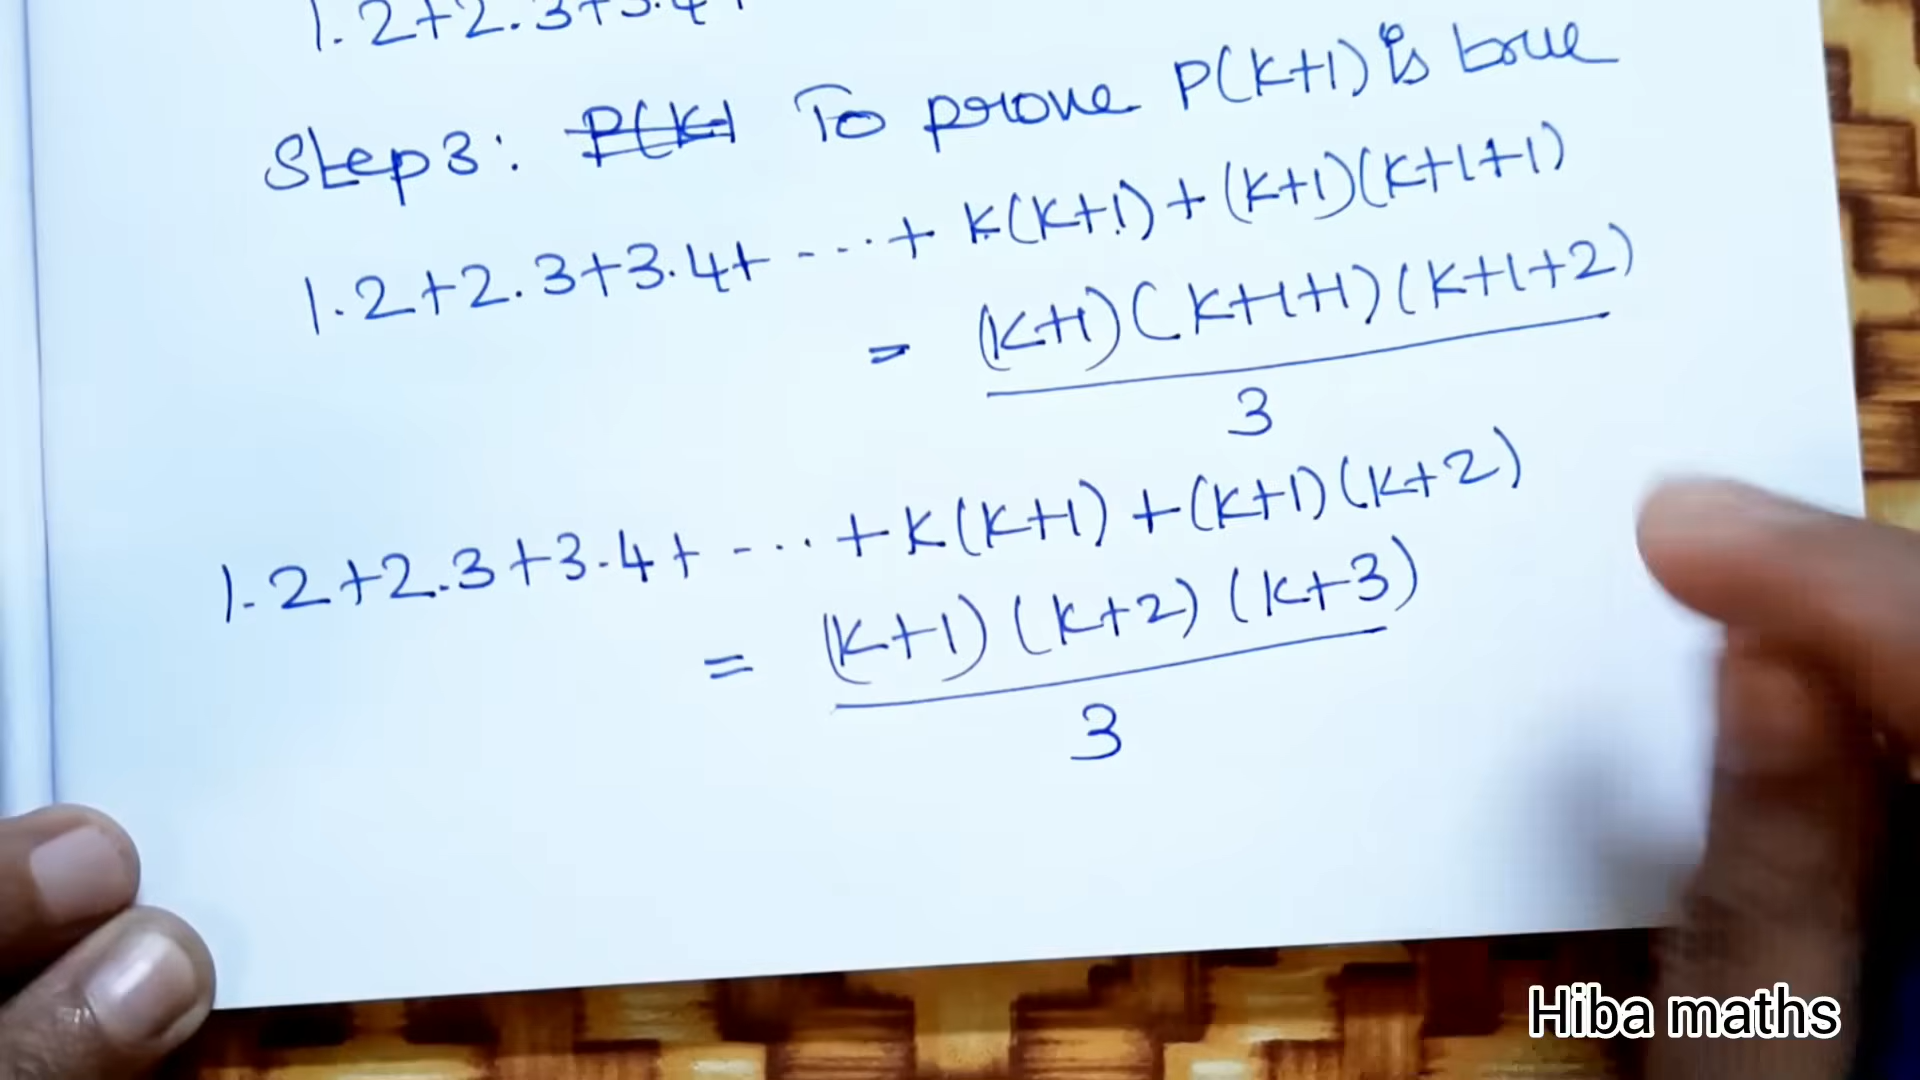 1.2+2.3+3.4+
Step 3: P(K+1 To prove P(K+1) is true
1.2+2.3+3.4+ ----+ k(K+1)+(K+1)(K+1+1)
= (K+1)(K+1+1)(K+1+2)
3
1.2+2.3+3.4+ ----+K(K+1)+(K+1)(K+2)
= (K+1)(K+2)(K+3)
3
Hiba maths